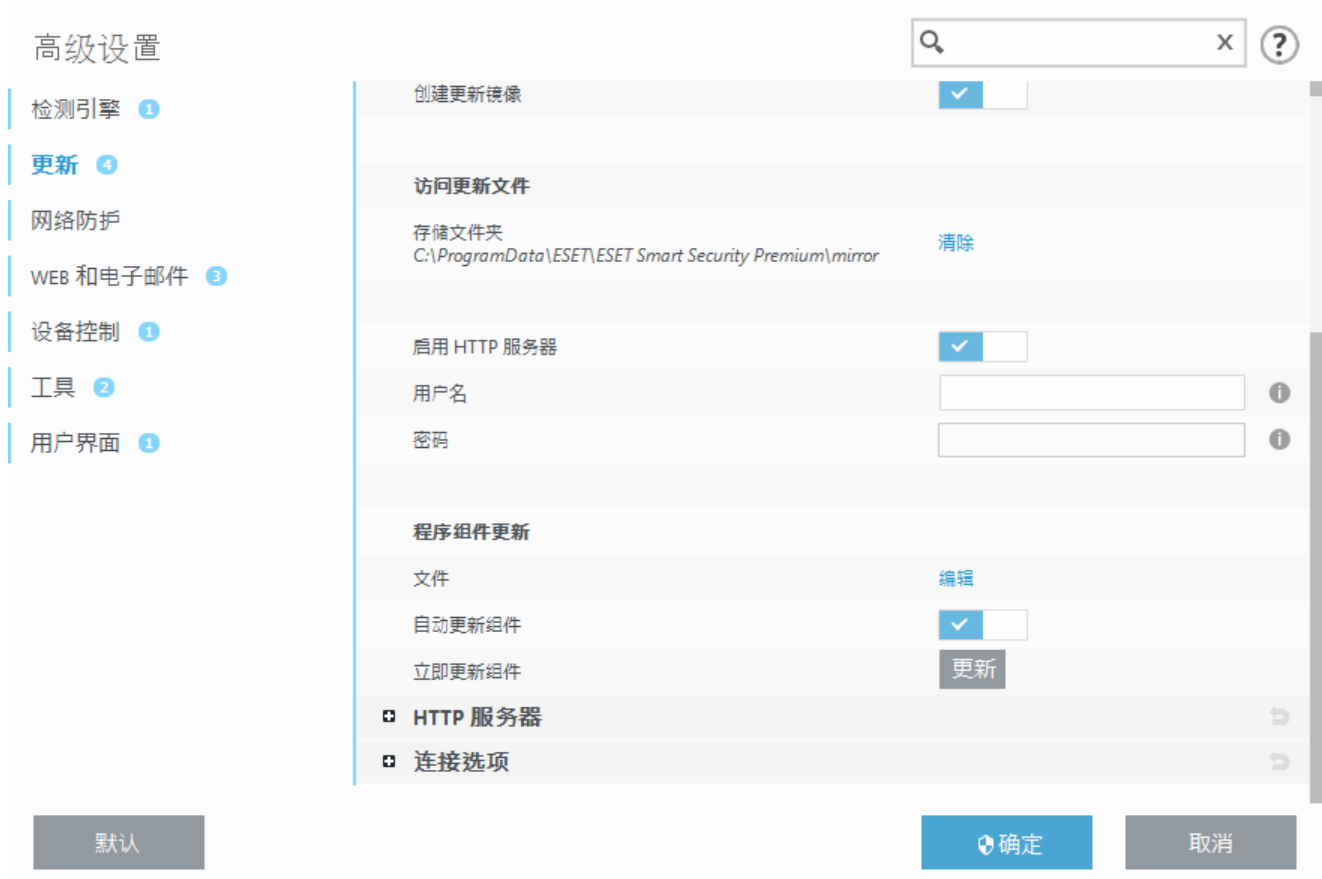 高级设置
x
?
检测引擎 1
更新 4
网络防护
WEB 和电子邮件 3
设备控制 1
工具 2
用户界面 1
创建更新镜像
访问更新文件
存储文件夹
C:\ProgramData\ESET\ESET Smart Security Premium\mirror
清除
启用 HTTP 服务器
用户名
密码
程序组件更新
文件
编辑
自动更新组件
立即更新组件
更新
HTTP 服务器
连接选项
默认
确定
取消